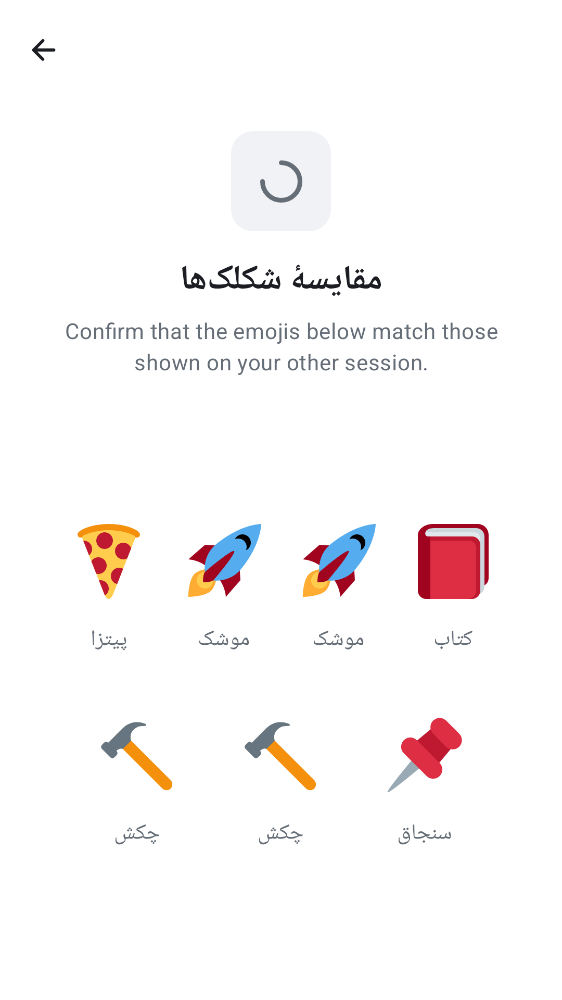 مقایسهٔ شکلک‌ها
Confirm that the emojis below match those
shown on your other session.
پیتزا موشک موشک کتاب
چکش چکش سنجاق